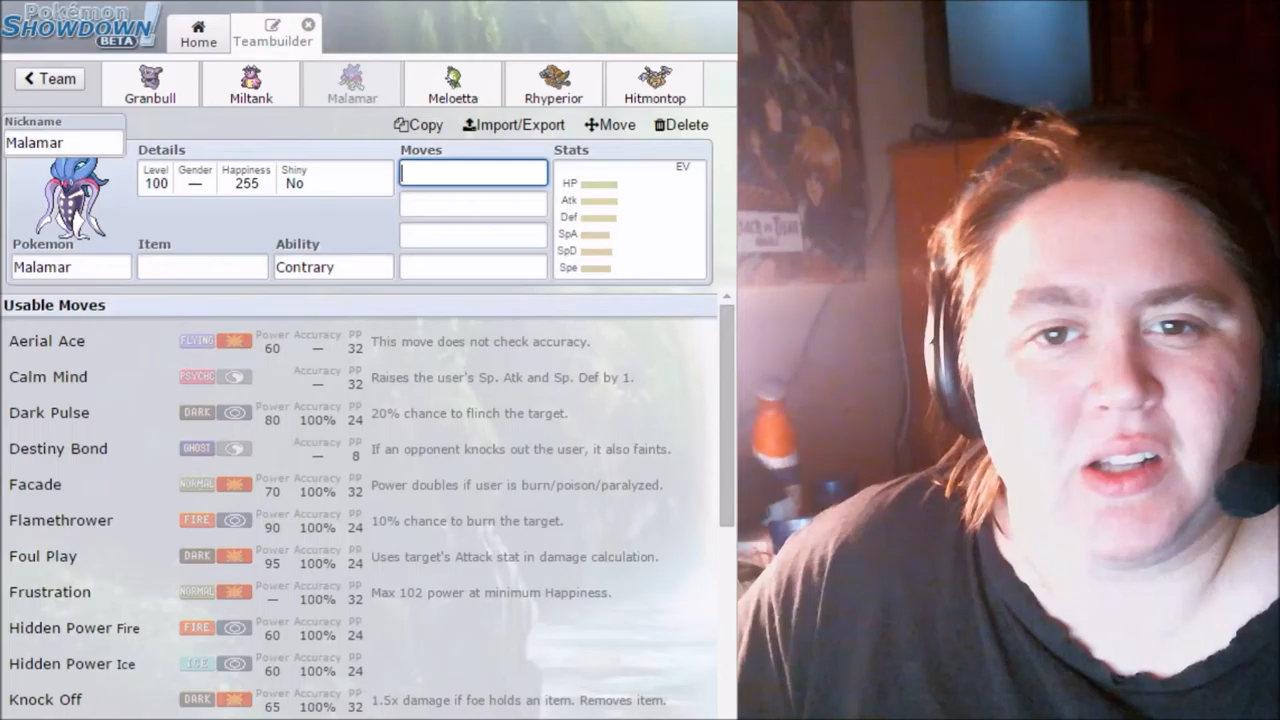 Pokémon
SHOWDOWN!
BETA
Home
Teambuilder
Team
Granbull
Miltank
Malamar
Meloetta
Rhyperior
Hitmontop
Copy Import/Export Move Delete
Nickname
Malamar
Details
Level Gender Happiness Shiny
100 — 255 No
Pokemon
Malamar
Item
Ability
Contrary
Moves
Stats
EV
HP
Atk
Def
SpA
SpD
Spe
Usable Moves
Aerial Ace FLYING Power 60 Accuracy — PP 32 This move does not check accuracy.
Calm Mind PSYCHC Accuracy — PP 32 Raises the user's Sp. Atk and Sp. Def by 1.
Dark Pulse DARK Power 80 Accuracy 100% PP 24 20% chance to flinch the target.
Destiny Bond GHOST Accuracy — PP 8 If an opponent knocks out the user, it also faints.
Facade NORMAL Power 70 Accuracy 100% PP 32 Power doubles if user is burn/poison/paralyzed.
Flamethrower FIRE Power 90 Accuracy 100% PP 24 10% chance to burn the target.
Foul Play DARK Power 95 Accuracy 100% PP 24 Uses target's Attack stat in damage calculation.
Frustration NORMAL Power — Accuracy 100% PP 32 Max 102 power at minimum Happiness.
Hidden Power Fire FIRE Power 60 Accuracy 100% PP 24
Hidden Power Ice ICE Power 60 Accuracy 100% PP 24
Knock Off DARK Power 65 Accuracy 100% PP 32 1.5x damage if foe holds an item. Removes item.